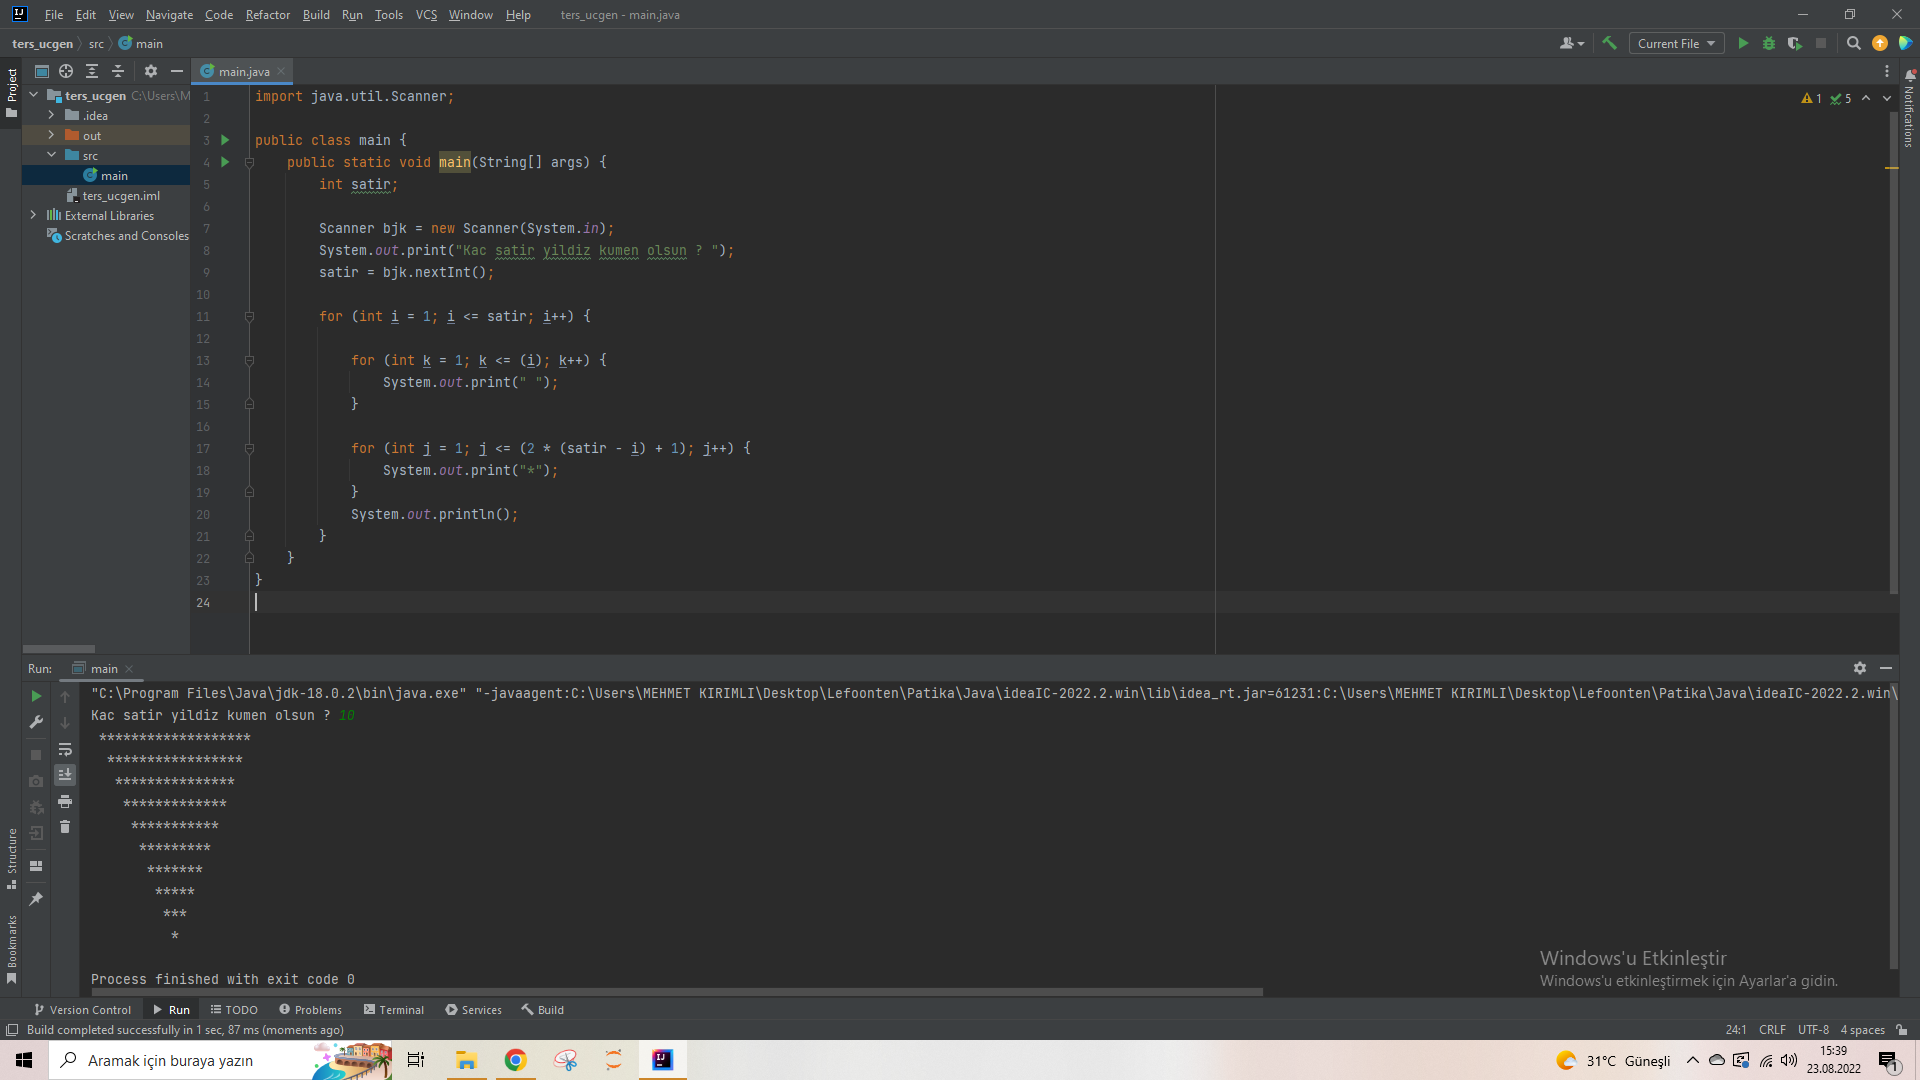 File Edit View Navigate Code Refactor Build Run Tools VCS Window Help ters_ucgen - main.java
ters_ucgen src main
Current File
Project
main.java
ters_ucgen C:\Users\M
.idea
out
src
main
ters_ucgen.iml
External Libraries
Scratches and Consoles
1 5
Notifications
1 import java.util.Scanner;
2
3 public class main {
4 public static void main(String[] args) {
5 int satir;
6
7 Scanner bjk = new Scanner(System.in);
8 System.out.print("Kac satir yildiz kumen olsun ? ");
9 satir = bjk.nextInt();
10
11 for (int i = 1; i <= satir; i++) {
12
13 for (int k = 1; k <= (i); k++) {
14 System.out.print(" ");
15 }
16
17 for (int j = 1; j <= (2 * (satir - i) + 1); j++) {
18 System.out.print("*");
19 }
20 System.out.println();
21 }
22 }
23 }
24
Run: main
"C:\Program Files\Java\jdk-18.0.2\bin\java.exe" "-javaagent:C:\Users\MEHMET KIRIMLI\Desktop\Lefoonten\Patika\Java\ideaIC-2022.2.win\lib\idea_rt.jar=61231:C:\Users\MEHMET KIRIMLI\Desktop\Lefoonten\Patika\Java\ideaIC-2022.2.win\
Kac satir yildiz kumen olsun ? 10
*******************
*****************
***************
*************
***********
*********
*******
*****
***
*
Process finished with exit code 0
Structure
Bookmarks
Windows'u Etkinleştir
Windows'u etkinleştirmek için Ayarlar'a gidin.
Version Control Run TODO Problems Terminal Services Build
Build completed successfully in 1 sec, 87 ms (moments ago)
24:1 CRLF UTF-8 4 spaces
Aramak için buraya yazın
31°C Güneşli
15:39
23.08.2022
1